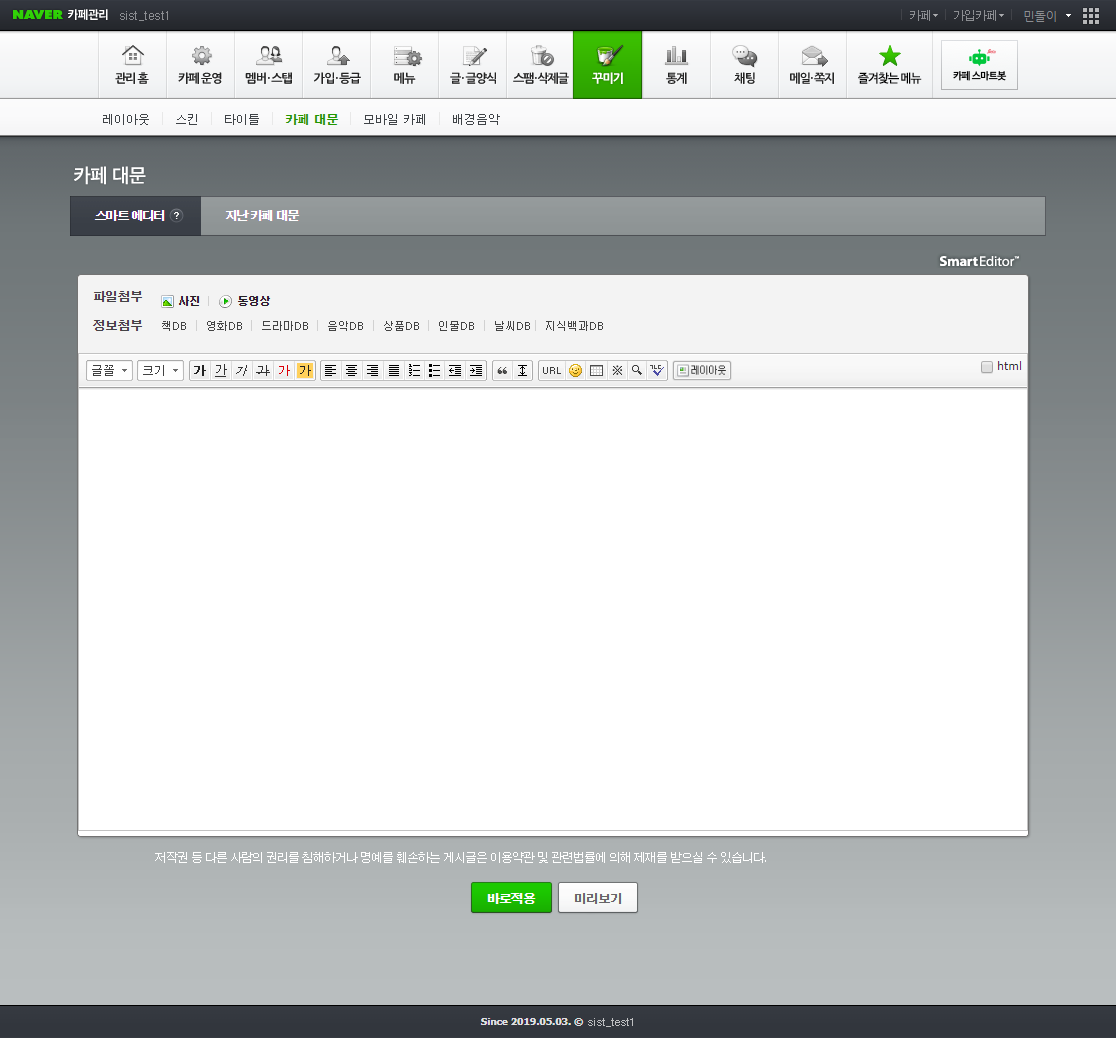 NAVER 카페관리 sist_test1 카페 가입카페 민돌이
관리 홈 카페 운영 멤버·스탭 가입·등급 메뉴 글·글양식 스팸·삭제글 꾸미기 통계 채팅 메일·쪽지 즐겨찾는 메뉴 카페 스마트봇
레이아웃 스킨 타이틀 카페 대문 모바일 카페 배경음악
카페 대문
스마트 에디터 ? 지난 카페 대문
SmartEditor™
파일첨부 사진 동영상
정보첨부 책DB 영화DB 드라마DB 음악DB 상품DB 인물DB 날씨DB 지식백과DB
글꼴 크기 가 가 가 가 가 가 “ URL ※ 레이아웃 html
저작권 등 다른 사람의 권리를 침해하거나 명예를 훼손하는 게시글은 이용약관 및 관련법률에 의해 제재를 받으실 수 있습니다.
바로적용 미리보기
Since 2019.05.03. © sist_test1